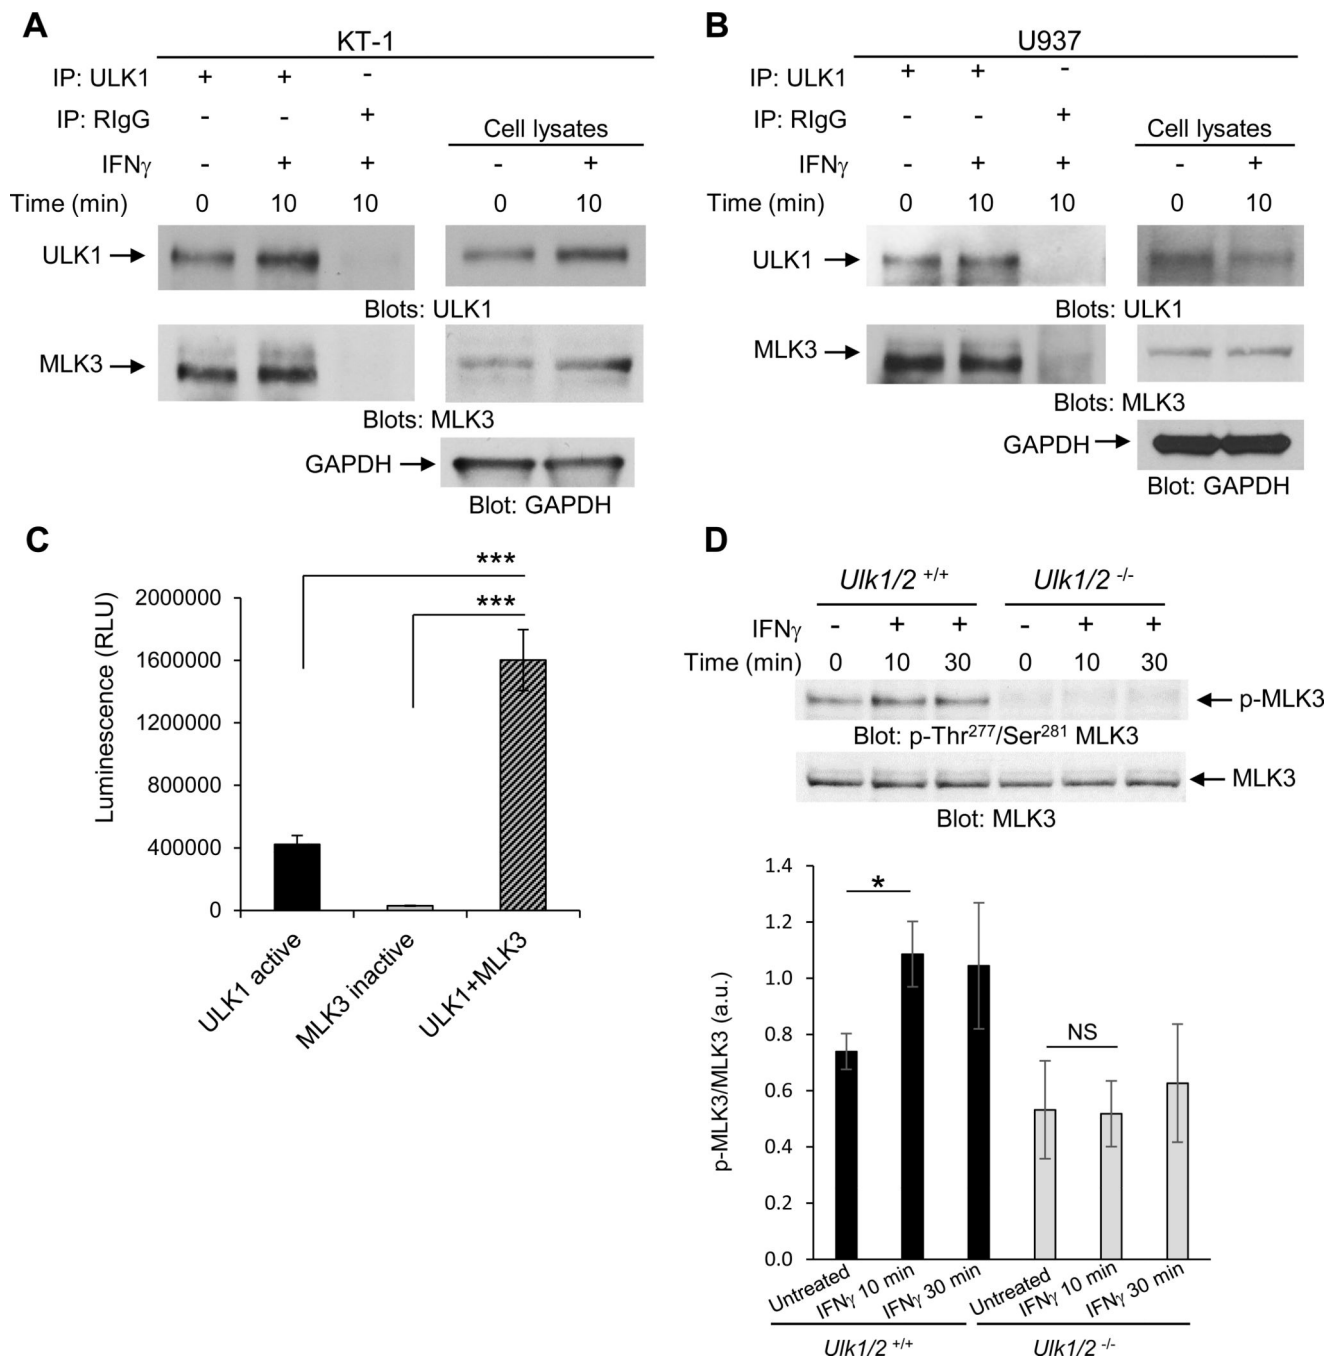 A
KT-1
IP: ULK1 + + -
IP: RIgG - - +
Cell lysates
IFNγ - + + - +
Time (min) 0 10 10 0 10
ULK1
Blots: ULK1
MLK3
Blots: MLK3
GAPDH
Blot: GAPDH
B
U937
IP: ULK1 + + -
IP: RIgG - - +
Cell lysates
IFNγ - + + - +
Time (min) 0 10 10 0 10
ULK1
Blots: ULK1
MLK3
Blots: MLK3
GAPDH
Blot: GAPDH
C
***
***
Luminescence (RLU)
2000000
1600000
1200000
800000
400000
0
ULK1 active
MLK3 inactive
ULK1+MLK3
D
Ulk1/2 +/+ Ulk1/2 -/-
IFNγ - + + - + +
Time (min) 0 10 30 0 10 30
p-MLK3
Blot: p-Thr277/Ser281 MLK3
MLK3
Blot: MLK3
p-MLK3/MLK3 (a.u.)
1.4
1.2
1.0
0.8
0.6
0.4
0.2
0.0
*
NS
Untreated
IFNγ 10 min
IFNγ 30 min
Untreated
IFNγ 10 min
IFNγ 30 min
Ulk1/2 +/+ Ulk1/2 -/-